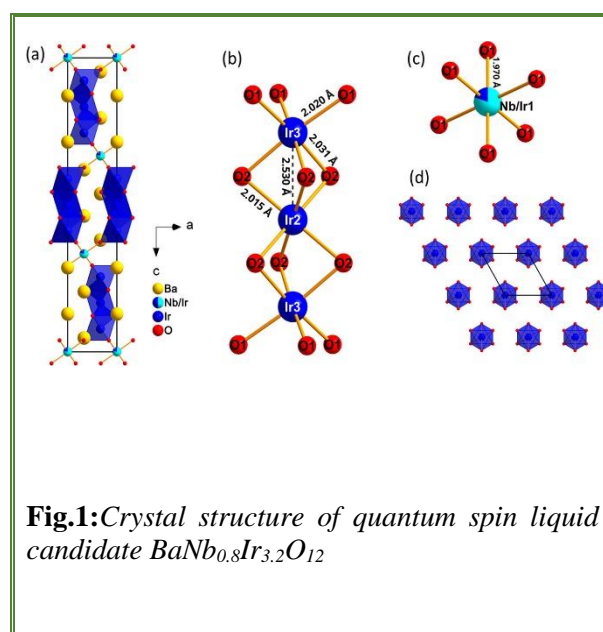 (a)
(b)
(c)
(d)
a
c
Ba
Nb/Ir
Ir
O
O1
O1
O1
2.020 Å
Ir3
2.031 Å
O2
O2
O2
2.530 Å
2.015 Å
Ir2
O2
O2
O2
Ir3
O1
O1
O1
O1
1.970 Å
O1
O1
Nb/Ir1
O1
O1
O1
Fig.1:Crystal structure of quantum spin liquid
candidate BaNb0.8Ir3.2O12